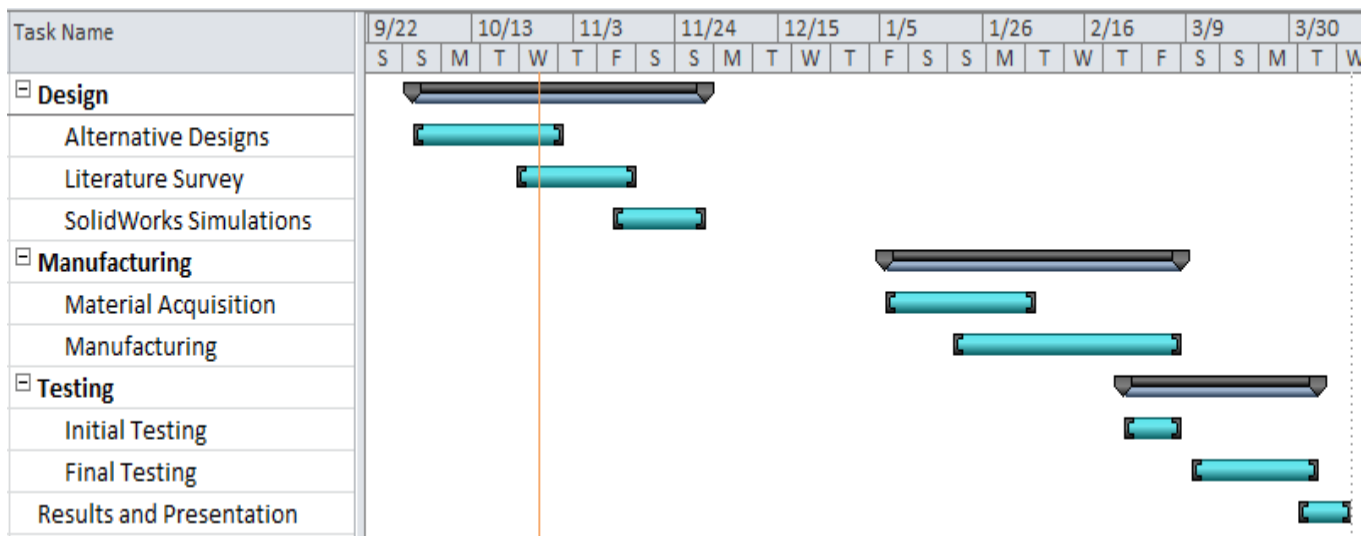 Task Name
9/22 10/13 11/3 11/24 12/15 1/5 1/26 2/16 3/9 3/30
S S M T W T F S S M T W T F S S M T W T F S S M T W
Design
Alternative Designs
Literature Survey
SolidWorks Simulations
Manufacturing
Material Acquisition
Manufacturing
Testing
Initial Testing
Final Testing
Results and Presentation